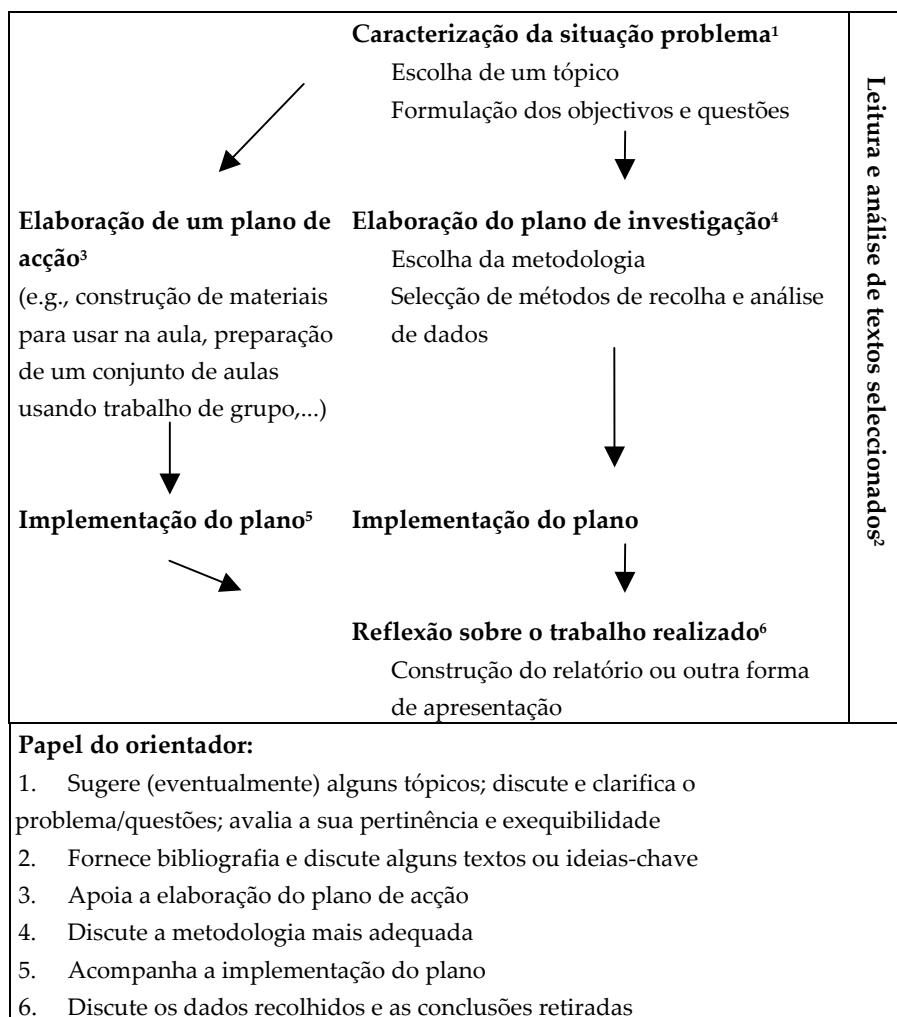 Caracterização da situação problema¹
Escolha de um tópico
Formulação dos objectivos e questões
Elaboração de um plano de
acção³
(e.g., construção de materiais
para usar na aula, preparação
de um conjunto de aulas
usando trabalho de grupo,...)
Elaboração do plano de investigação⁴
Escolha da metodologia
Selecção de métodos de recolha e análise
de dados
Implementação do plano⁵
Implementação do plano
Reflexão sobre o trabalho realizado⁶
Construção do relatório ou outra forma
de apresentação
Leitura e análise de textos seleccionados²
Papel do orientador:
1. Sugere (eventualmente) alguns tópicos; discute e clarifica o
problema/questões; avalia a sua pertinência e exequibilidade
2. Fornece bibliografia e discute alguns textos ou ideias-chave
3. Apoia a elaboração do plano de acção
4. Discute a metodologia mais adequada
5. Acompanha a implementação do plano
6. Discute os dados recolhidos e as conclusões retiradas